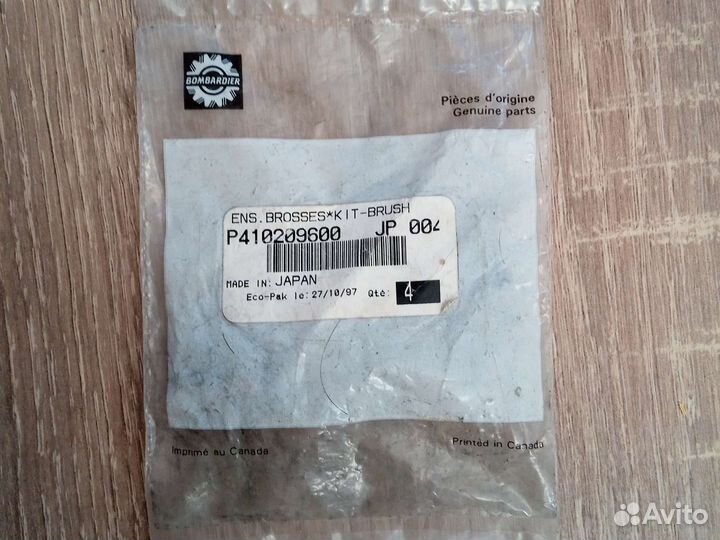 BOMBARDIER
Pièces d'origine
Genuine parts
ENS.BROSSES*KIT-BRUSH
P410209600 JP 004
MADE IN: JAPAN
Eco-Pak le: 27/10/97 Qté: 4
Imprimé au Canada
Printed in Canada
Avito